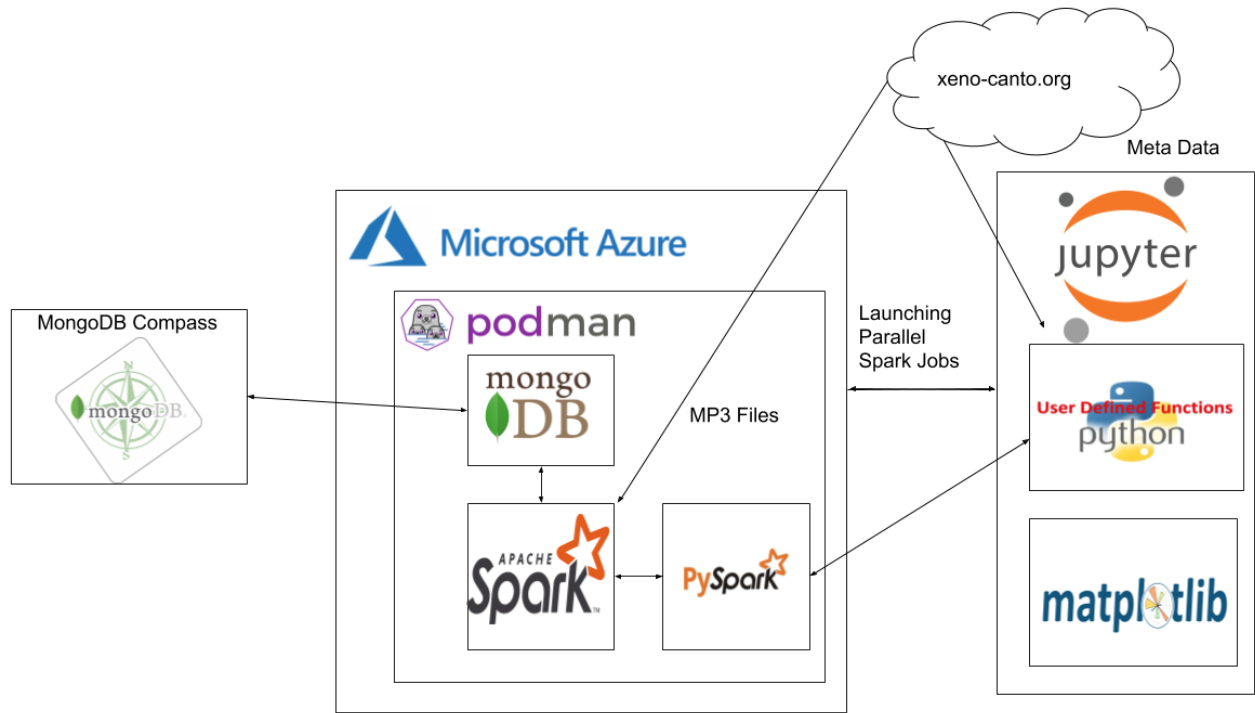 xeno-canto.org
Meta Data
Microsoft Azure
jupyter
podman
MongoDB Compass
N
mongoDB
S
mongo
DB
Launching
Parallel
Spark Jobs
MP3 Files
User Defined Functions
python
APACHE
Spark
TM
PySpark
matplotlib